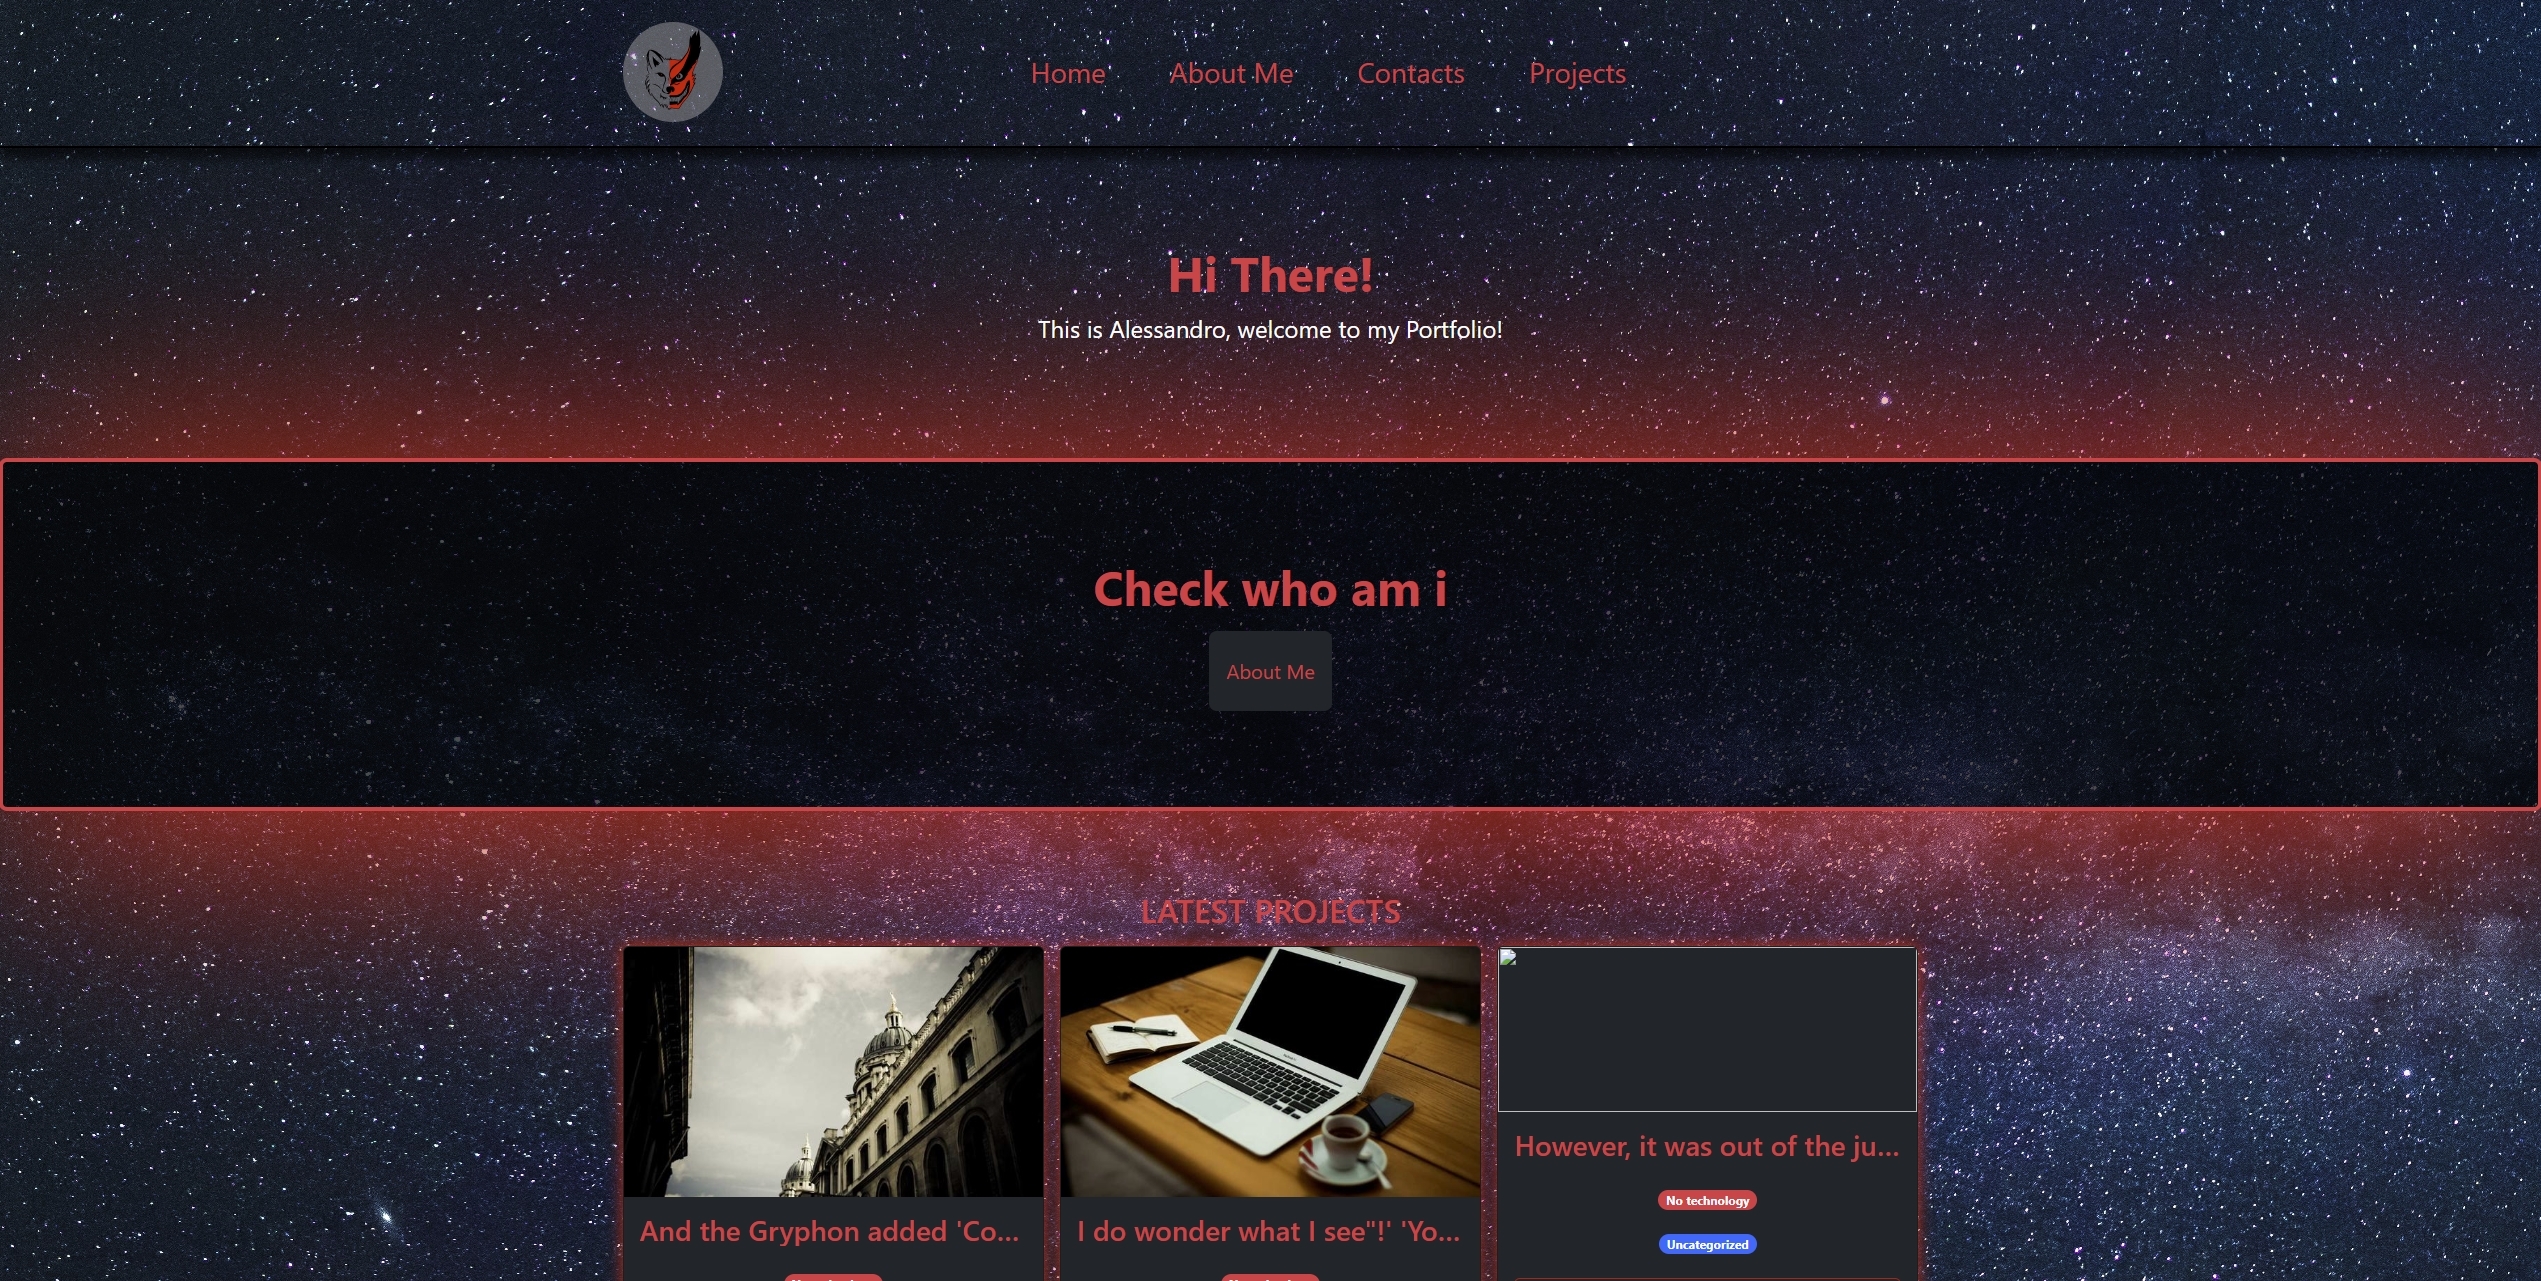 Home About Me Contacts Projects
Hi There!
This is Alessandro, welcome to my Portfolio!
Check who am i
About Me
LATEST PROJECTS
And the Gryphon added 'Co...
I do wonder what I see"!' 'Yo...
However, it was out of the ju...
No technology
Uncategorized